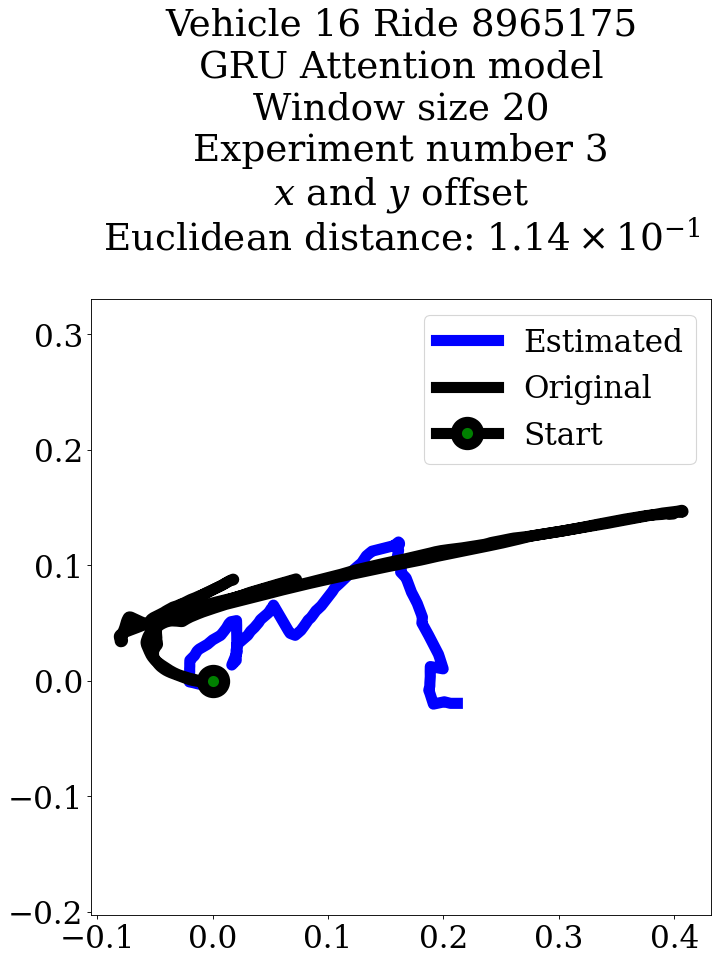 Vehicle 16 Ride 8965175
GRU Attention model
Window size 20
Experiment number 3
x and y offset
Euclidean distance: 1.14 × 10⁻¹
Estimated
Original
Start
0.3
0.2
0.1
0.0
−0.1
−0.2
−0.1 0.0 0.1 0.2 0.3 0.4